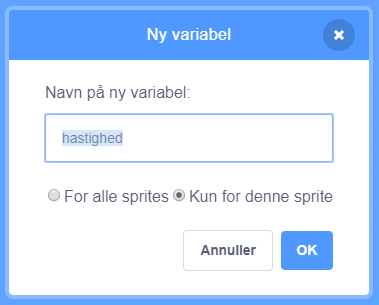 Ny variabel
Navn på ny variabel:
hastighed
For alle sprites Kun for denne sprite
Annuller OK